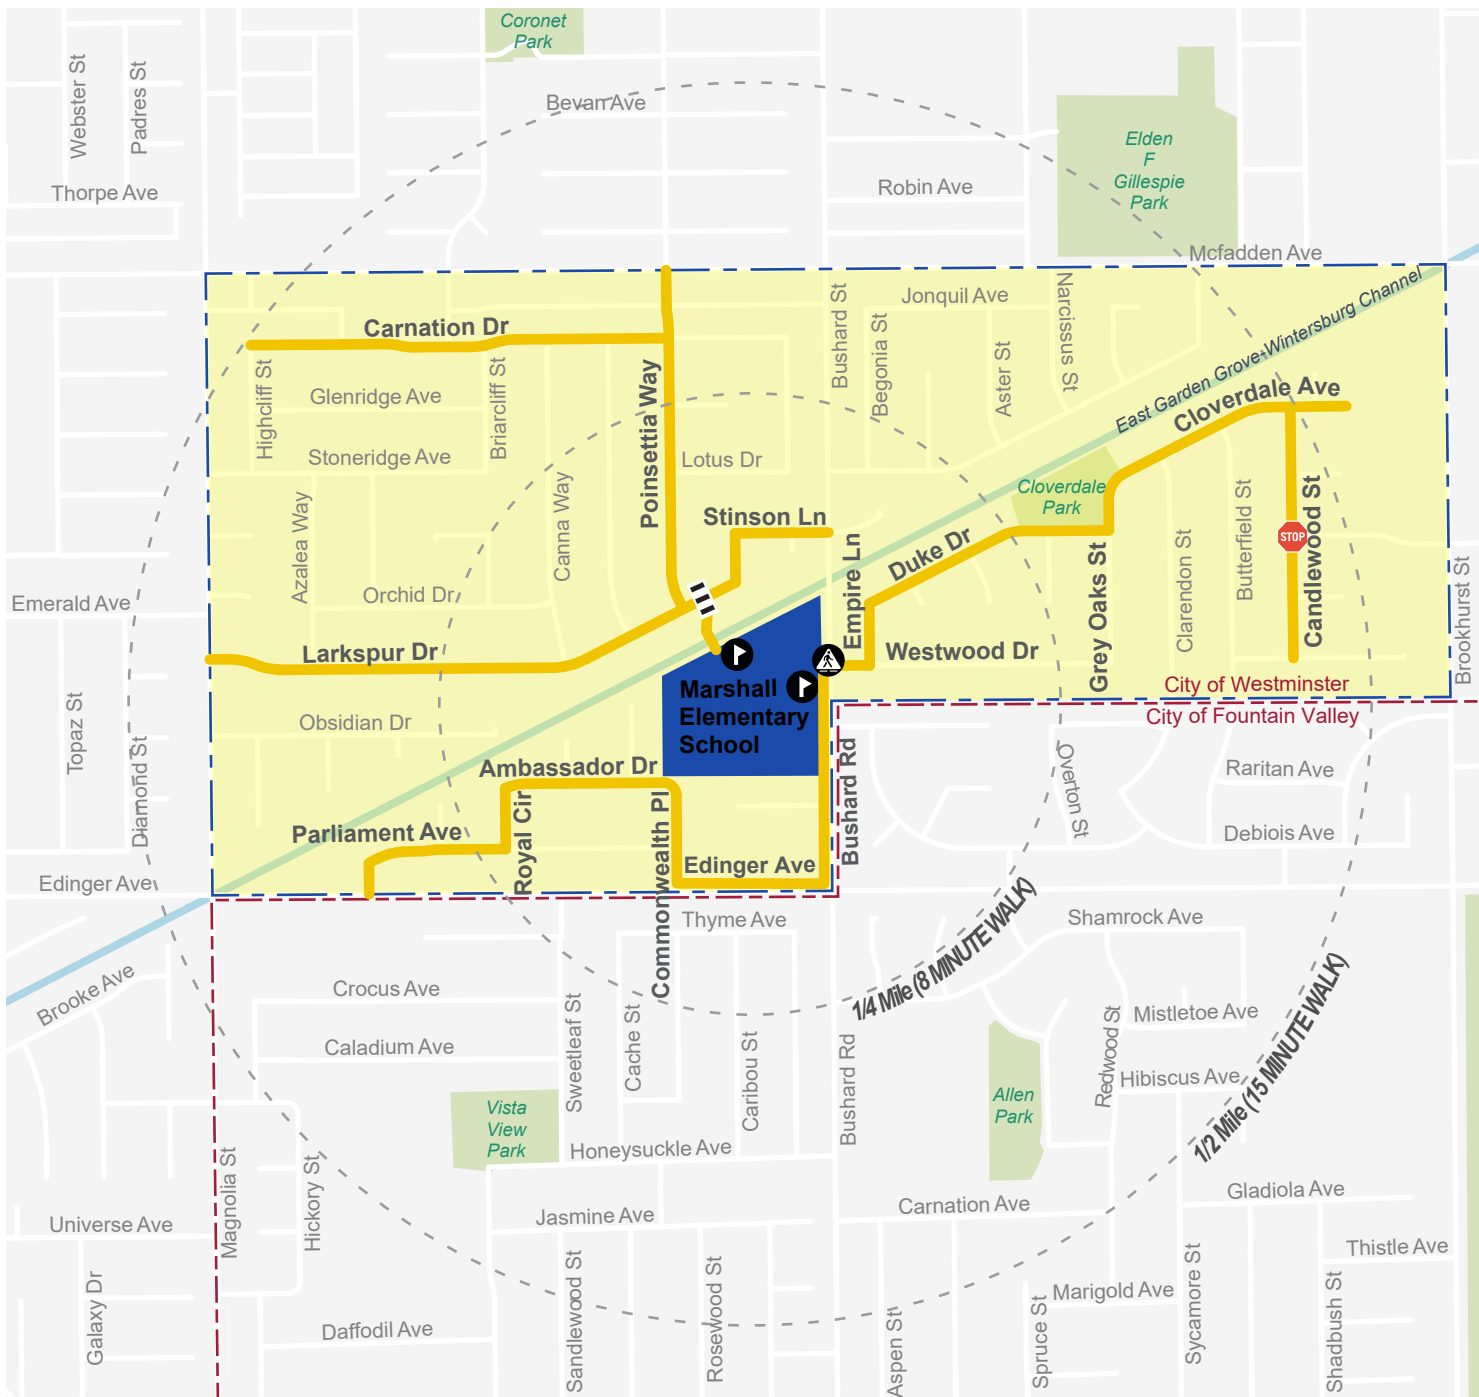 Coronet
Park
Webster St
Padres St
Bevan Ave
Elden
F
Gillespie
Park
Thorpe Ave
Robin Ave
Mcfadden Ave
Jonquil Ave
Narcissus St
East Garden Grove-Wintersburg Channel
Carnation Dr
Bushard St
Begonia St
Aster St
Highcliff St
Glenridge Ave
Briarcliff St
Poinsettia Way
Cloverdale Ave
Stoneridge Ave
Lotus Dr
Azalea Way
Canna Way
Stinson Ln
Cloverdale
Park
Butterfield St
Candlewood St
STOP
Clarendon St
Duke Dr
Empire Ln
Grey Oaks St
Brookhurst St
Emerald Ave
Orchid Dr
Larkspur Dr
Westwood Dr
Marshall
Elementary
School
City of Westminster
City of Fountain Valley
Topaz St
Diamond St
Obsidian Dr
Ambassador Dr
Bushard Rd
Overton St
Raritan Ave
Parliament Ave
Royal Cir
Commonwealth Pl
Debiois Ave
Edinger Ave
Edinger Ave
Thyme Ave
1/4 Mile (8 MINUTE WALK)
Shamrock Ave
Brooke Ave
Crocus Ave
Caladium Ave
Sweetleaf St
Cache St
Caribou St
Bushard Rd
Redwood St
Mistletoe Ave
Hibiscus Ave
1/2 Mile (15 MINUTE WALK)
Vista
View
Park
Allen
Park
Honeysuckle Ave
Magnolia St
Hickory St
Universe Ave
Jasmine Ave
Carnation Ave
Gladiola Ave
Thistle Ave
Galaxy Dr
Daffodil Ave
Sandlewood St
Rosewood St
Aspen St
Spruce St
Marigold Ave
Sycamore St
Shadbush St